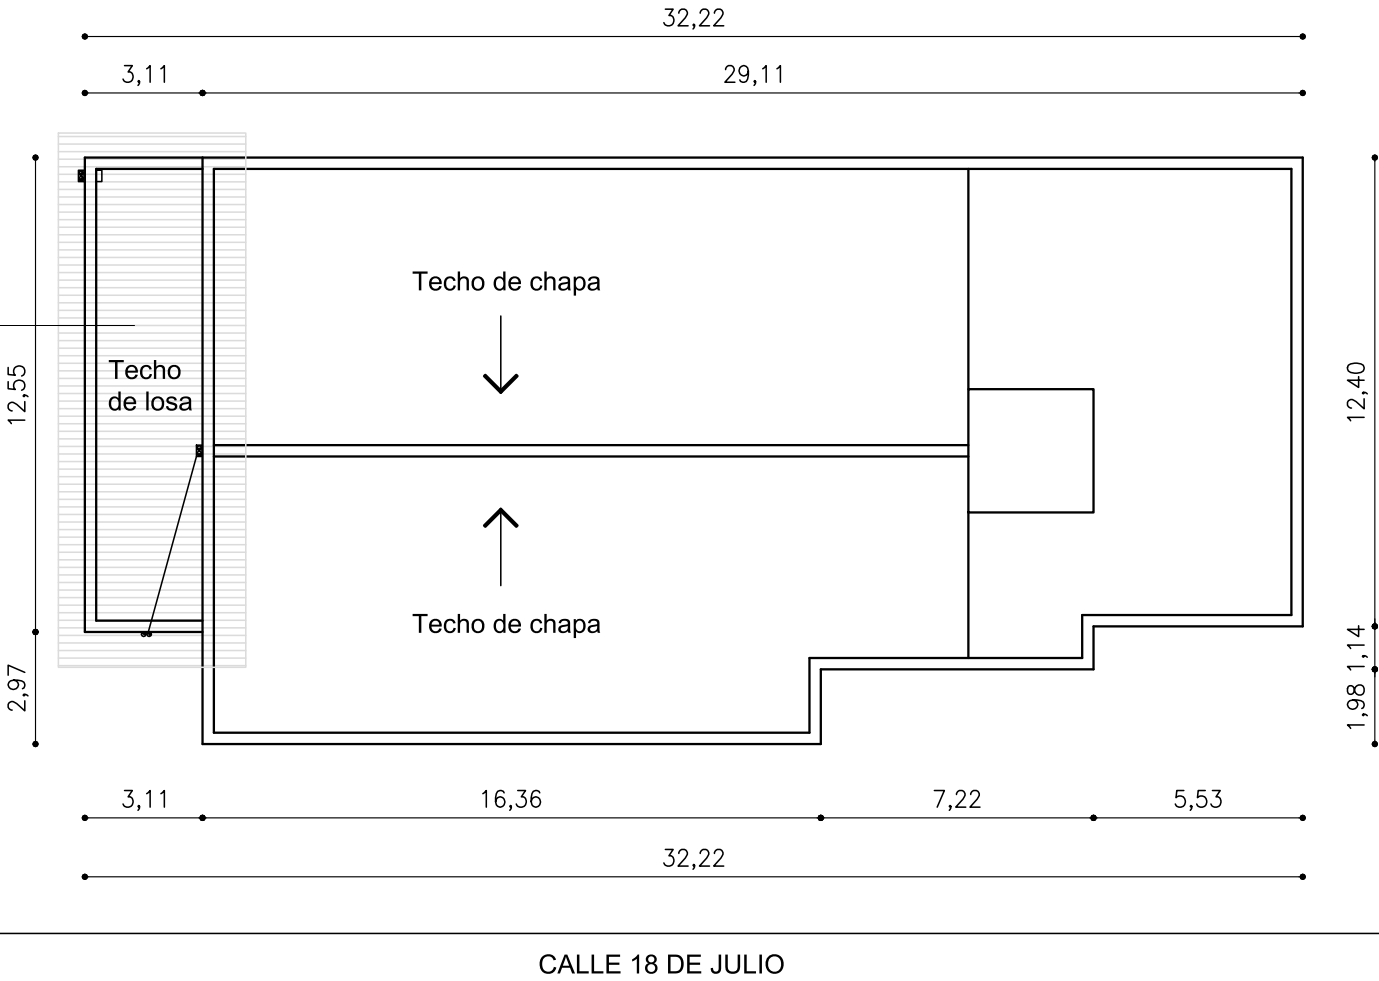 32,22
3,11
29,11
Techo de chapa
Techo
de losa
12,55
12,40
Techo de chapa
2,97
1,14
1,98
3,11
16,36
7,22
5,53
32,22
CALLE 18 DE JULIO